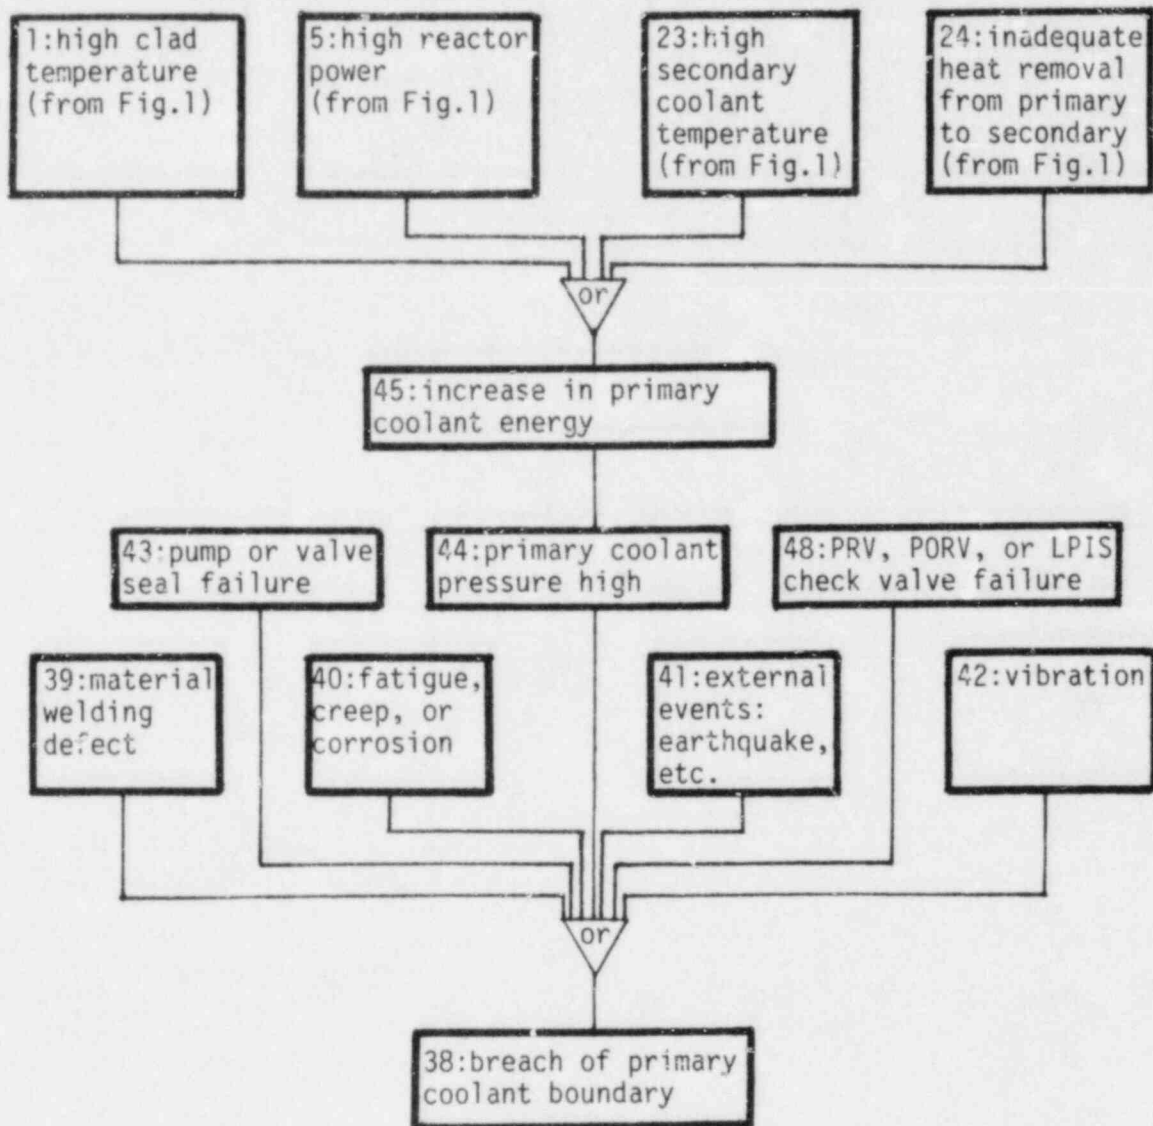 1:high clad
temperature
(from Fig.1)
5:high reactor
power
(from Fig.1)
23:high
secondary
coolant
temperature
(from Fig.1)
24:inadequate
heat removal
from primary
to secondary
(from Fig.1)
or
45:increase in primary
coolant energy
43:pump or valve
seal failure
44:primary coolant
pressure high
48:PRV, PORV, or LPIS
check valve failure
39:material
welding
defect
40:fatigue,
creep, or
corrosion
41:external
events:
earthquake,
etc.
42:vibration
or
38:breach of primary
coolant boundary